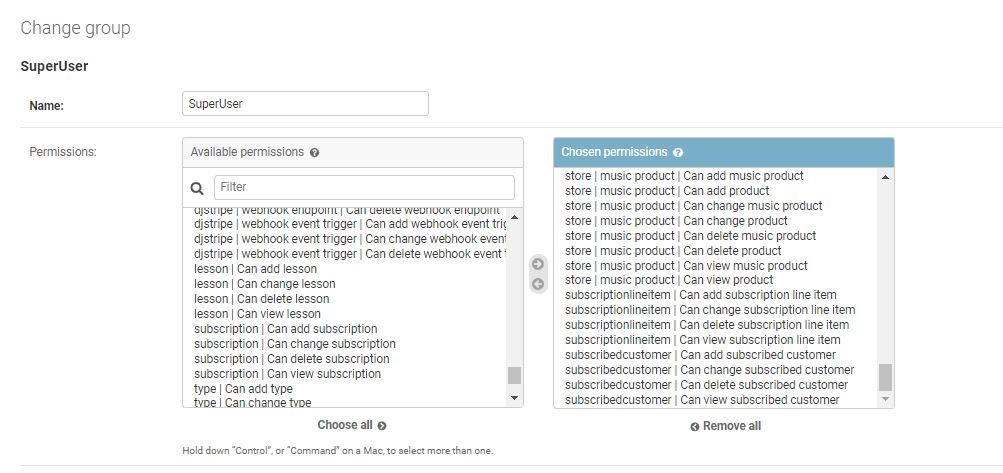 Change group
SuperUser
Name:
SuperUser
Permissions:
Available permissions
Filter
djstripe | webhook endpoint | Can delete webhook endpoint
djstripe | webhook event trigger | Can add webhook event trig
djstripe | webhook event trigger | Can change webhook event
djstripe | webhook event trigger | Can delete webhook event t
lesson | Can add lesson
lesson | Can change lesson
lesson | Can delete lesson
lesson | Can view lesson
subscription | Can add subscription
subscription | Can change subscription
subscription | Can delete subscription
subscription | Can view subscription
type | Can add type
type | Can change type
Choose all
Hold down “Control”, or “Command” on a Mac, to select more than one.
Chosen permissions
store | music product | Can add music product
store | music product | Can add product
store | music product | Can change music product
store | music product | Can change product
store | music product | Can delete music product
store | music product | Can delete product
store | music product | Can view music product
store | music product | Can view product
subscriptionlineitem | Can add subscription line item
subscriptionlineitem | Can change subscription line item
subscriptionlineitem | Can delete subscription line item
subscriptionlineitem | Can view subscription line item
subscribedcustomer | Can add subscribed customer
subscribedcustomer | Can change subscribed customer
subscribedcustomer | Can delete subscribed customer
subscribedcustomer | Can view subscribed customer
Remove all